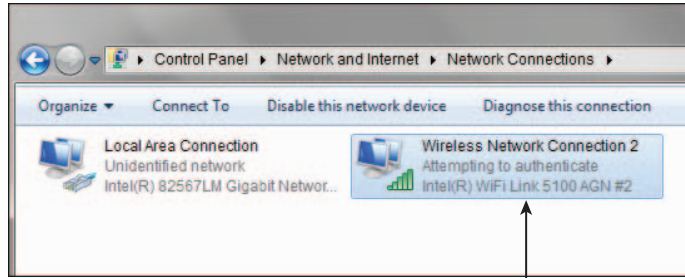 Control Panel Network and Internet Network Connections
Organize Connect To Disable this network device Diagnose this connection
Local Area Connection
Unidentified network
Intel(R) 82567LM Gigabit Networ...
Wireless Network Connection 2
Attempting to authenticate
Intel(R) WiFi Link 5100 AGN #2